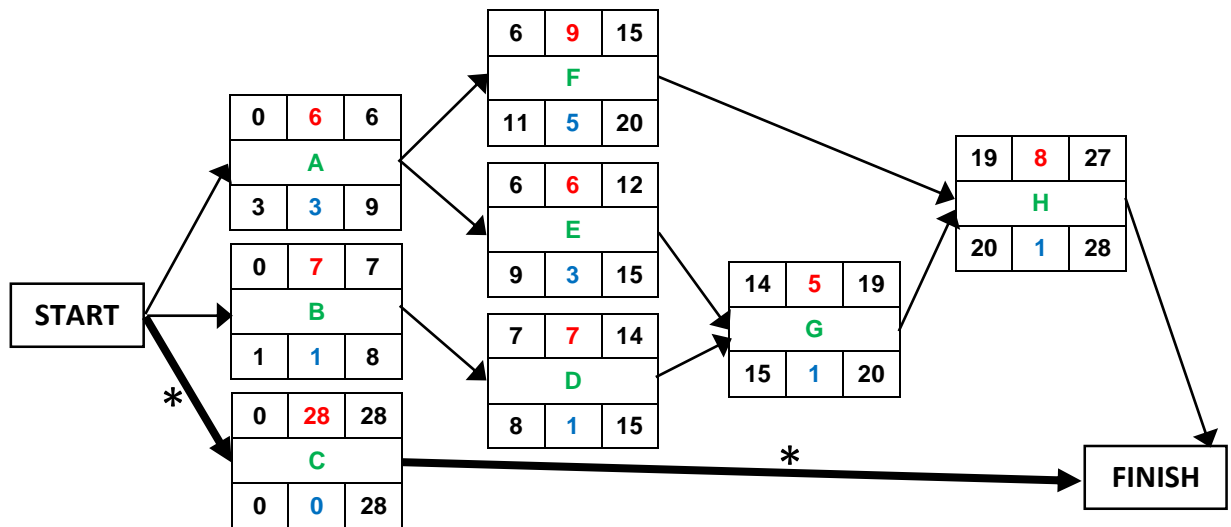 6 9 15
F
11 5 20
0 6 6
A
3 3 9
6 6 12
E
9 3 15
19 8 27
H
20 1 28
0 7 7
B
1 1 8
START
14 5 19
G
15 1 20
7 7 14
D
8 1 15
*
0 28 28
C
0 0 28
*
FINISH